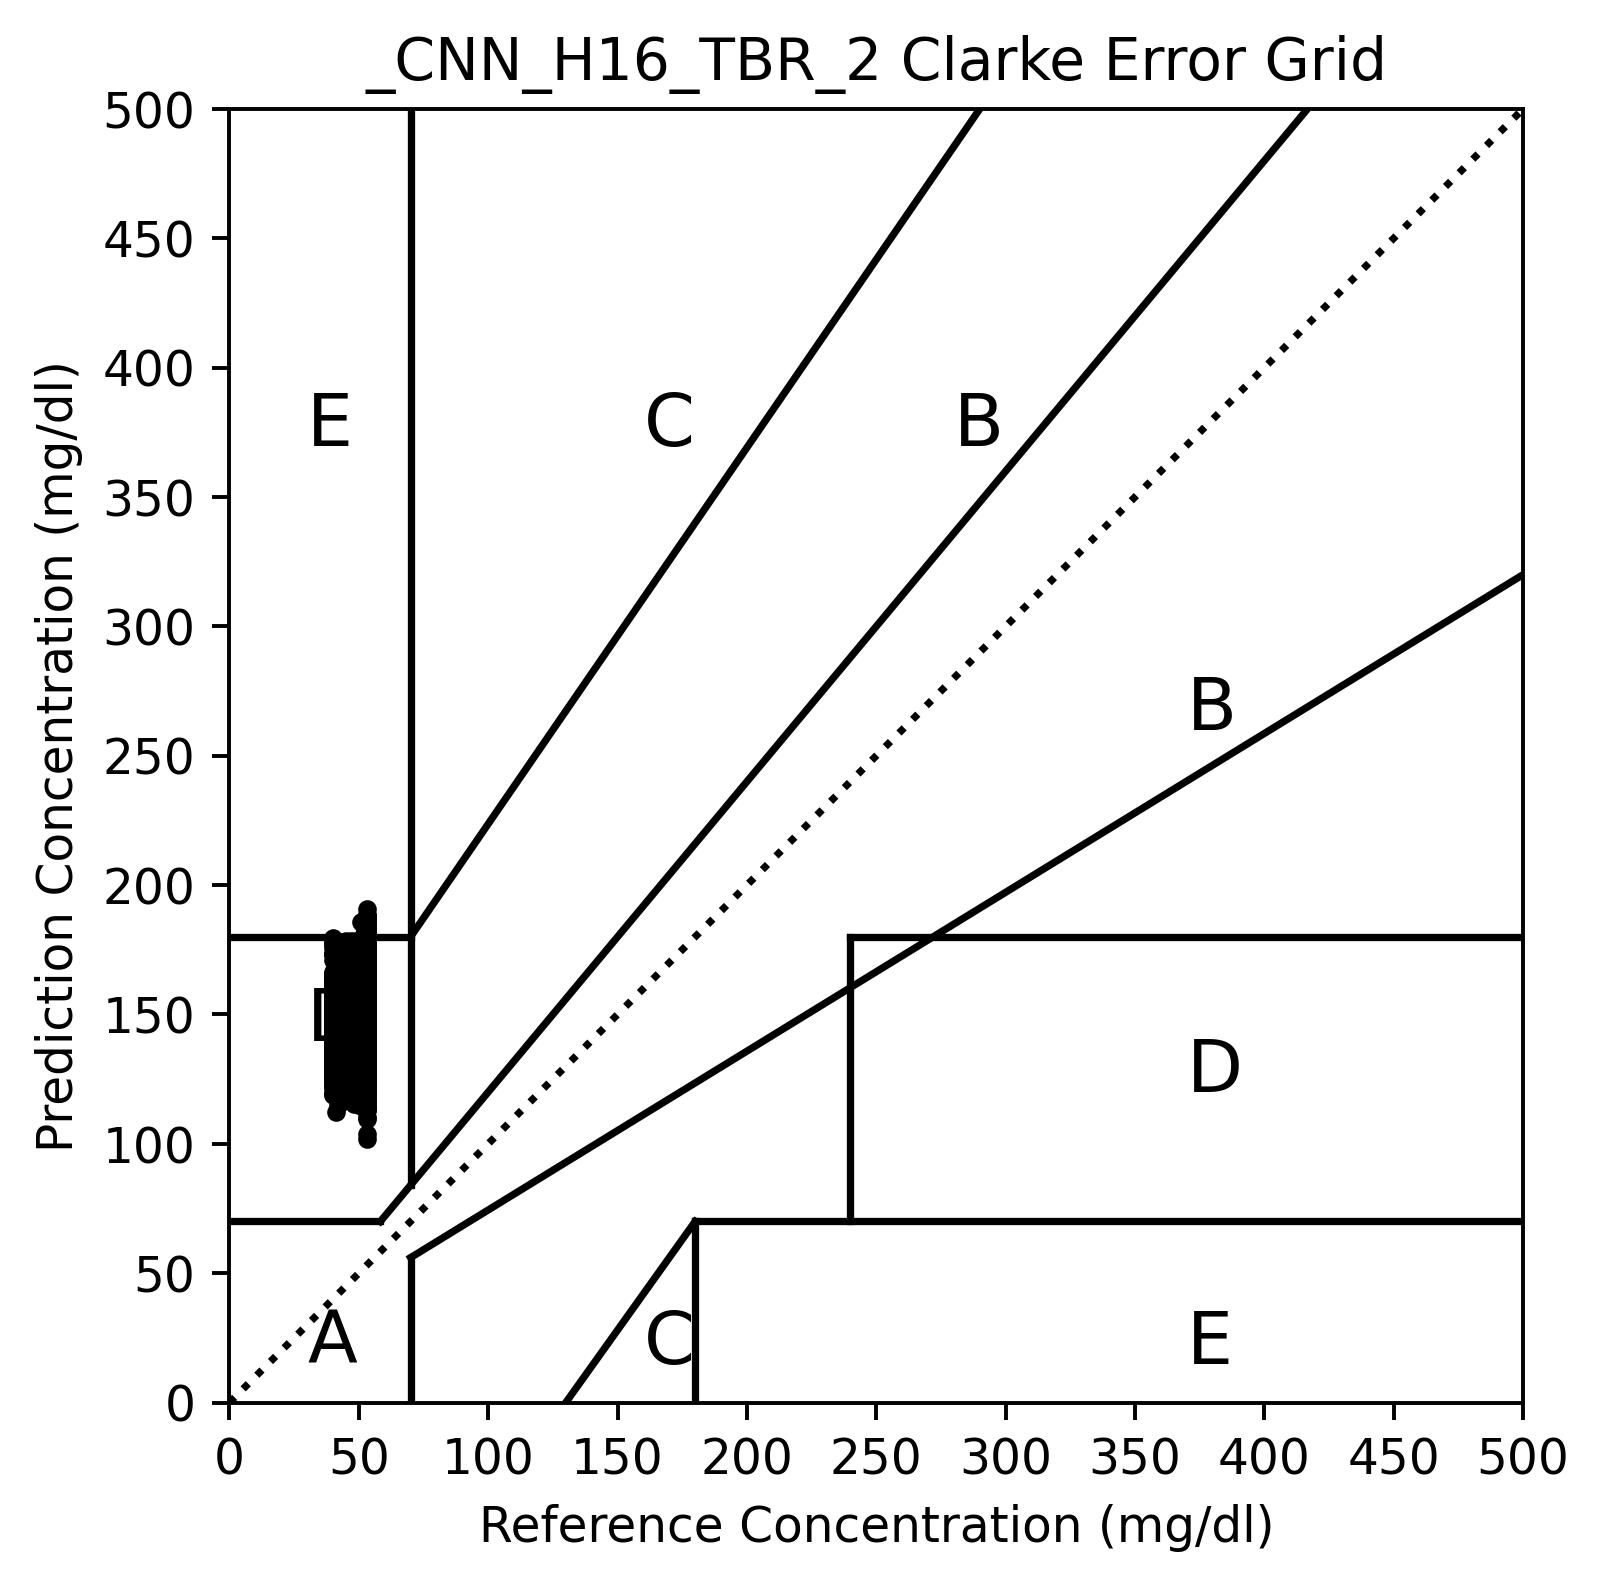 _CNN_H16_TBR_2 Clarke Error Grid
500
450
400
350
300
250
200
150
100
50
0
Prediction Concentration (mg/dl)
E
C
B
B
D
A
C
E
0 50 100 150 200 250 300 350 400 450 500
Reference Concentration (mg/dl)